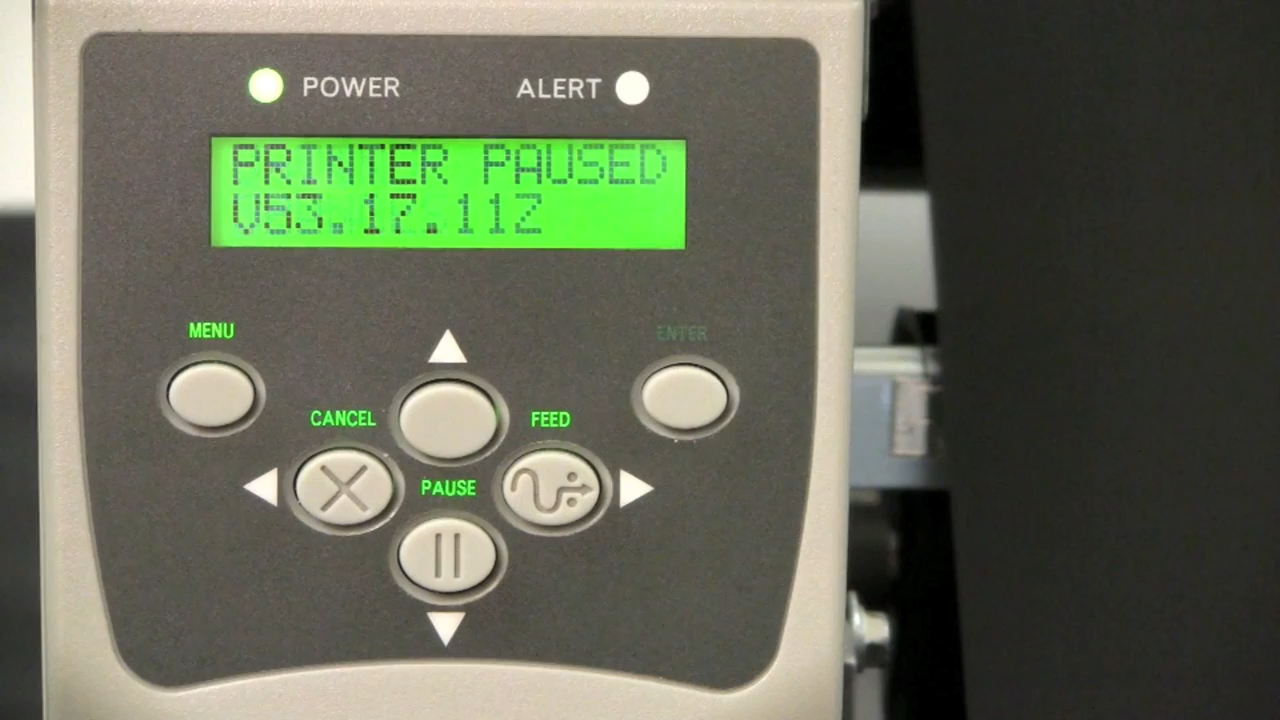 POWER ALERT
PRINTER PAUSED
V53.17.11Z
MENU
ENTER
CANCEL
FEED
PAUSE